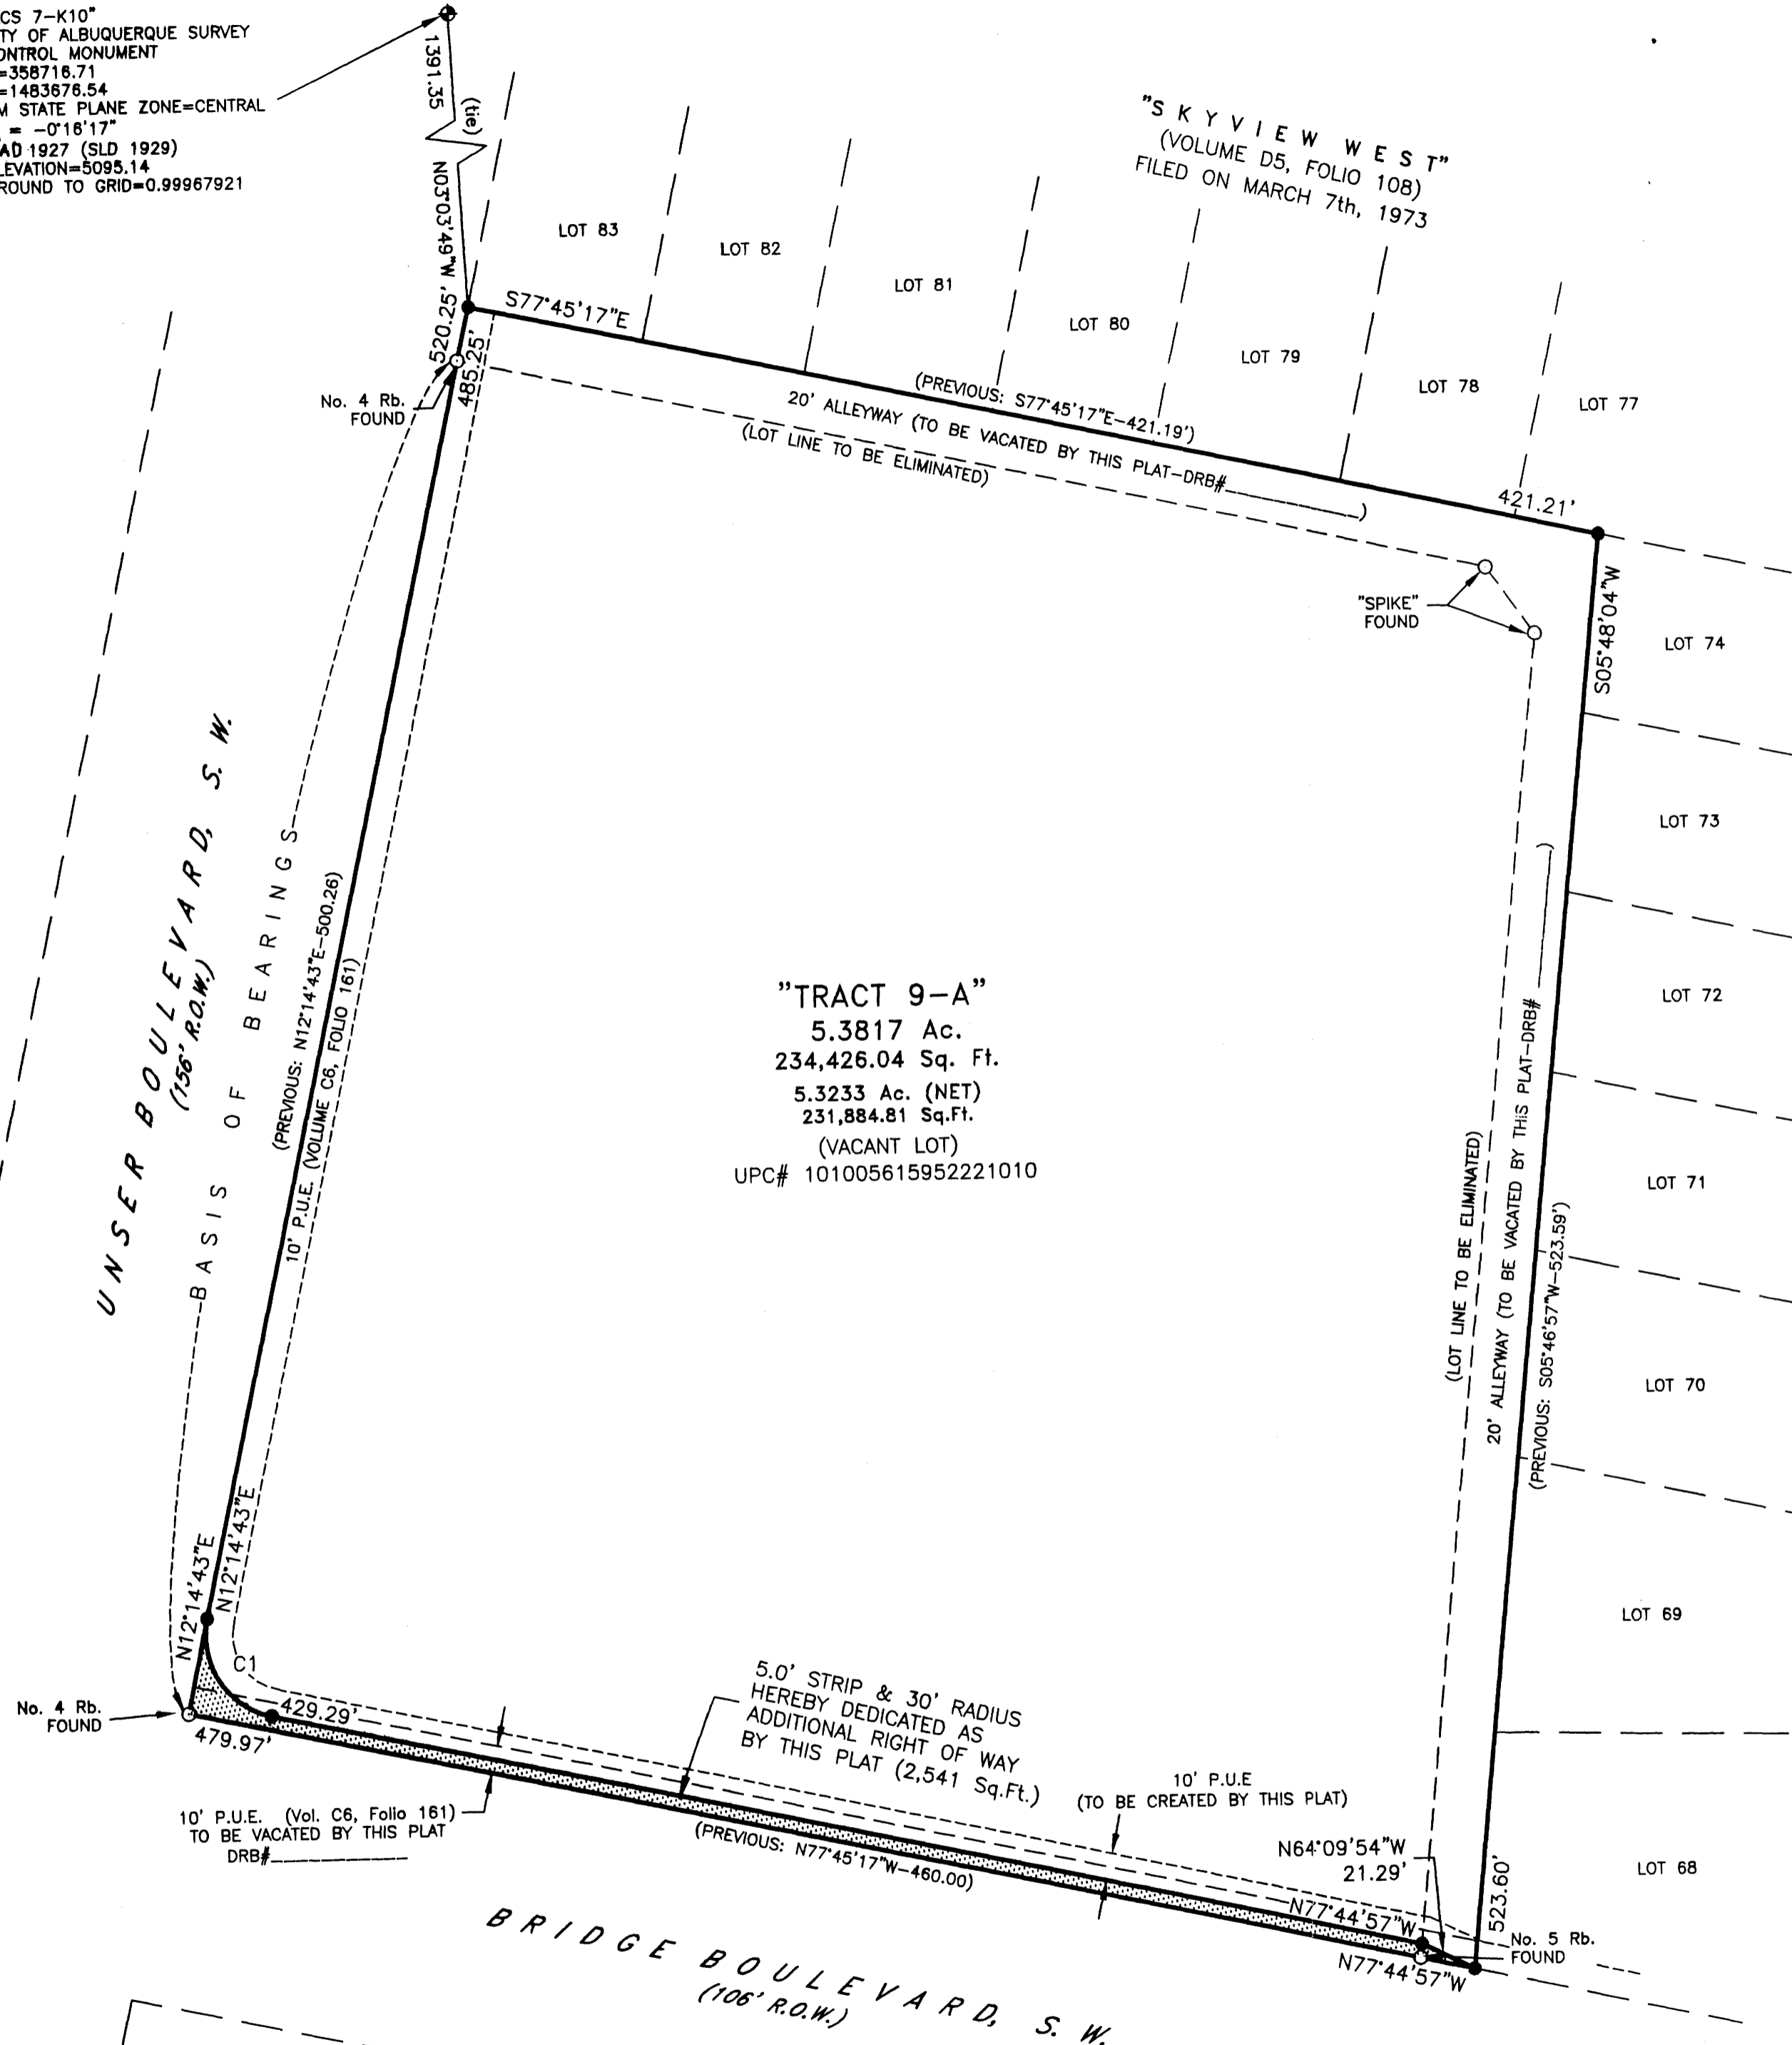 CS 7-K10"
TY OF ALBUQUERQUE SURVEY
ONTROL MONUMENT
=358716.71
=1483676.54
M STATE PLANE ZONE=CENTRAL
= -0°16'17"
AD 1927 (SLD 1929)
LEVATION=5095.14
ROUND TO GRID=0.99967921
1391.35
(tie)
N03°03'49"W
"SKYVIEW WEST"
(VOLUME D5, FOLIO 108)
FILED ON MARCH 7th, 1973
LOT 83
LOT 82
LOT 81
LOT 80
LOT 79
LOT 78
LOT 77
520.25'
485.25'
S77°45'17"E
No. 4 Rb.
FOUND
(PREVIOUS: S77°45'17"E-421.19')
20' ALLEYWAY (TO BE VACATED BY THIS PLAT-DRB#__________)
(LOT LINE TO BE ELIMINATED)
421.21'
"SPIKE"
FOUND
S05°48'04"W
LOT 74
LOT 73
LOT 72
LOT 71
LOT 70
LOT 69
LOT 68
UNSER BOULEVARD, S.W.
(156' R.O.W.)
BASIS OF BEARINGS
(PREVIOUS: N12°14'43"E-500.26)
10' P.U.E. (VOLUME C6, FOLIO 161)
"TRACT 9-A"
5.3817 Ac.
234,426.04 Sq. Ft.
5.3233 Ac. (NET)
231,884.81 Sq.Ft.
(VACANT LOT)
UPC# 101005615952221010
(LOT LINE TO BE ELIMINATED)
20' ALLEYWAY (TO BE VACATED BY THIS PLAT-DRB#__________)
(PREVIOUS: S05°46'57"W-523.59')
N12°14'43"E
N12°14'43"E
C1
No. 4 Rb.
FOUND
429.29'
479.97'
5.0' STRIP & 30' RADIUS
HEREBY DEDICATED AS
ADDITIONAL RIGHT OF WAY
BY THIS PLAT (2,541 Sq.Ft.)
10' P.U.E
(TO BE CREATED BY THIS PLAT)
10' P.U.E. (Vol. C6, Folio 161)
TO BE VACATED BY THIS PLAT
DRB#__________
(PREVIOUS: N77°45'17"W-460.00)
N64°09'54"W
21.29'
523.60'
N77°44'57"W
No. 5 Rb.
FOUND
N77°44'57"W
BRIDGE BOULEVARD, S.W.
(106' R.O.W.)